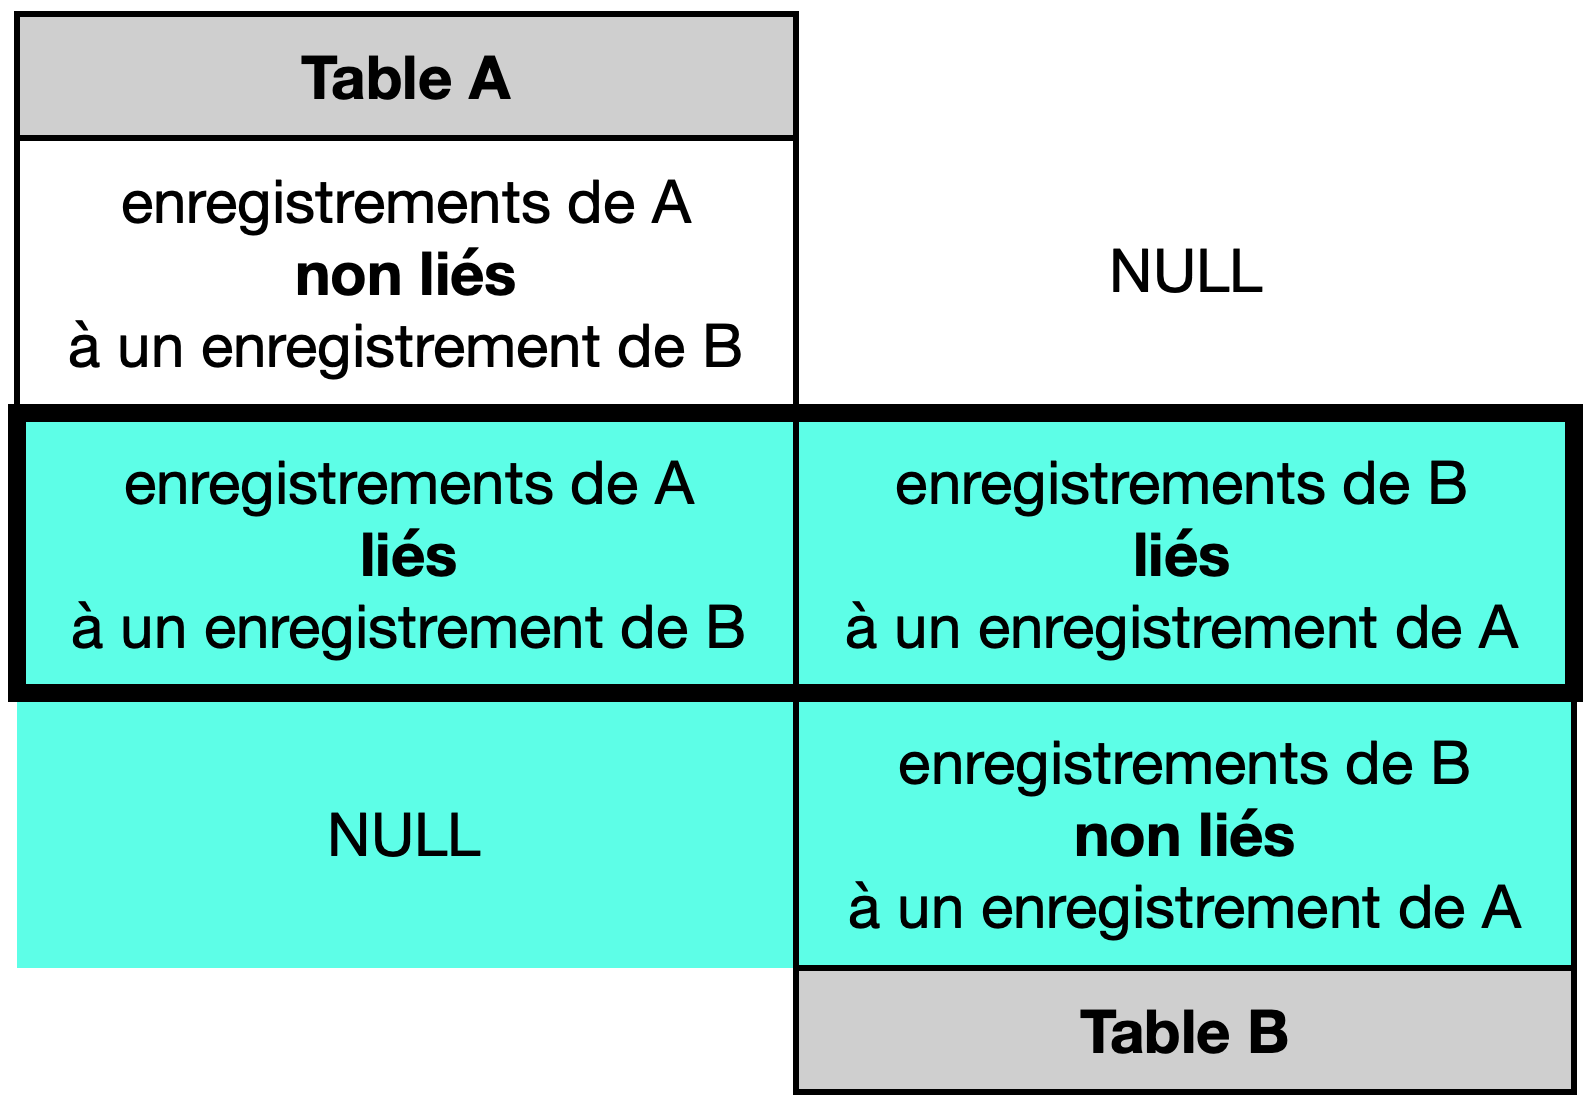 Table A
enregistrements de A
non liés
à un enregistrement de B
NULL
enregistrements de A
liés
à un enregistrement de B
enregistrements de B
liés
à un enregistrement de A
NULL
enregistrements de B
non liés
à un enregistrement de A
Table B